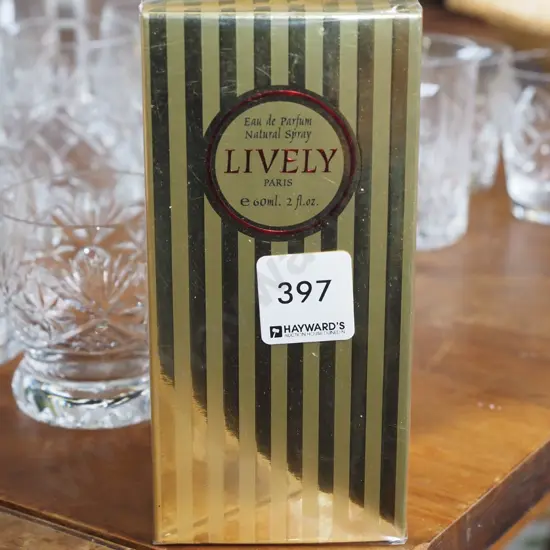 Eau de Parfum
Natural Spray
LIVELY
PARIS
℮ 60ml. 2 fl.oz.
397
HAYWARD'S